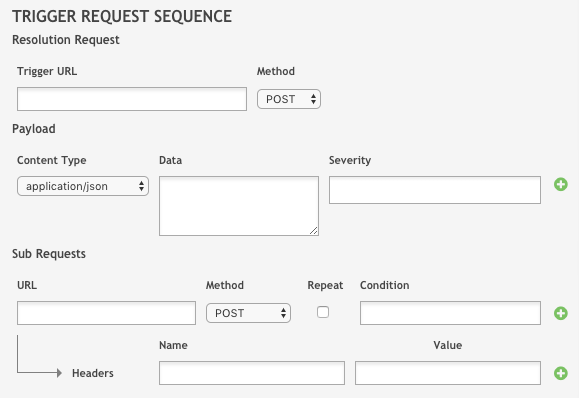 TRIGGER REQUEST SEQUENCE
Resolution Request
Trigger URL Method
POST
Payload
Content Type Data Severity
application/json
Sub Requests
URL Method Repeat Condition
POST
Name Value
Headers